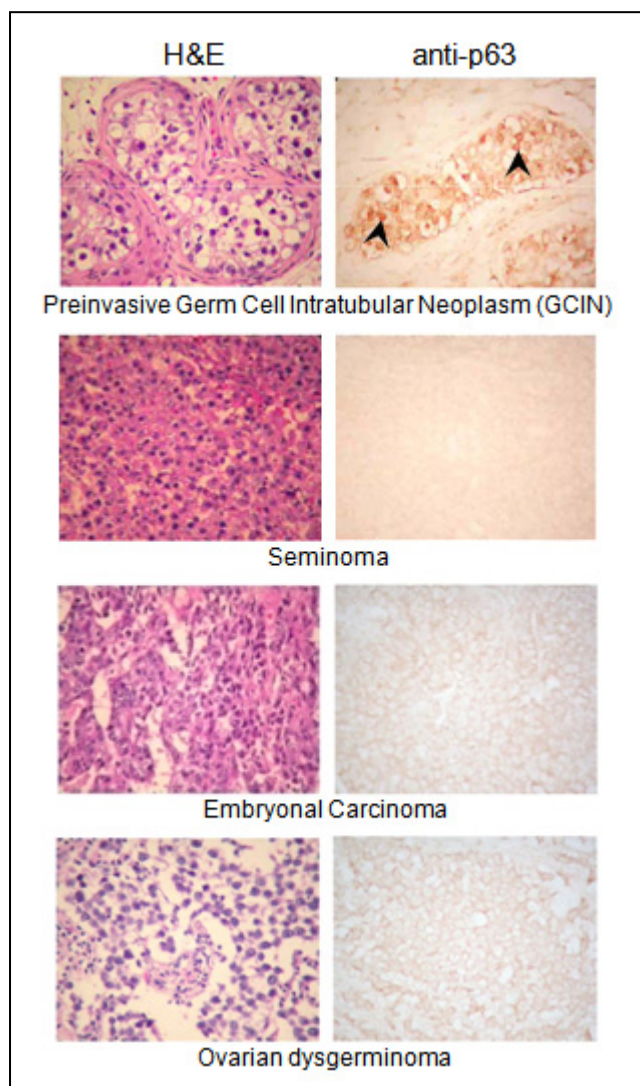 H&E anti-p63
Preinvasive Germ Cell Intratubular Neoplasm (GCIN)
Seminoma
Embryonal Carcinoma
Ovarian dysgerminoma